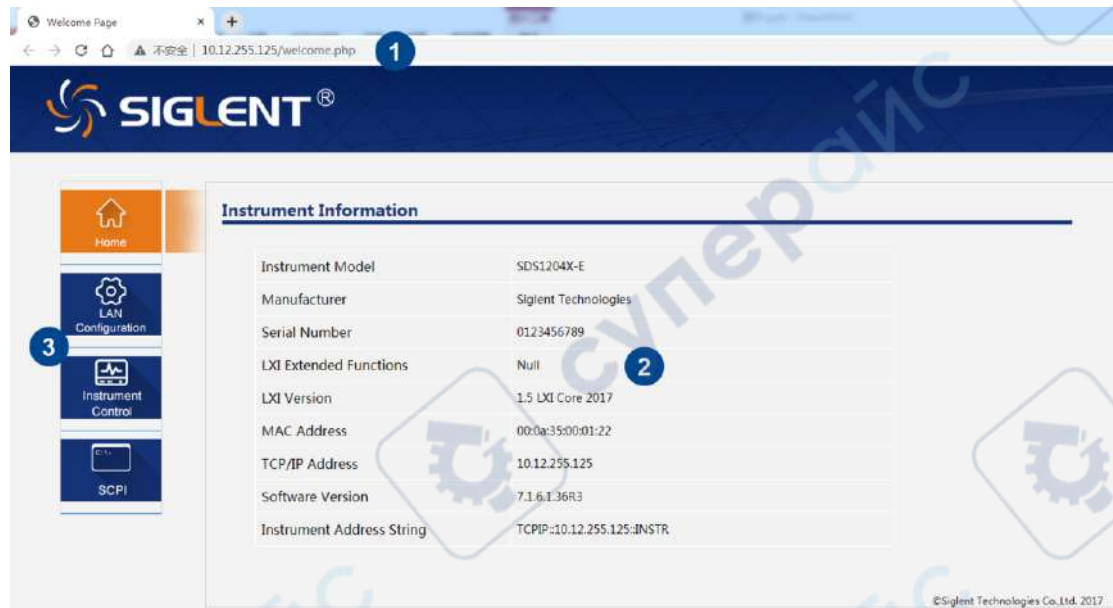 Welcome Page × +
不安全 | 10.12.255.125/welcome.php 1
SIGLENT®
Home
LAN
Configuration
3
Instrument
Control
C:\-
SCPI
Instrument Information
Instrument Model SDS1204X-E
Manufacturer Siglent Technologies
Serial Number 0123456789
LXI Extended Functions Null 2
LXI Version 1.5 LXI Core 2017
MAC Address 00:0a:35:00:01:22
TCP/IP Address 10.12.255.125
Software Version 7.1.6.1.36R3
Instrument Address String TCPIP::10.12.255.125::INSTR
суперайс
©Siglent Technologies Co.,Ltd. 2017